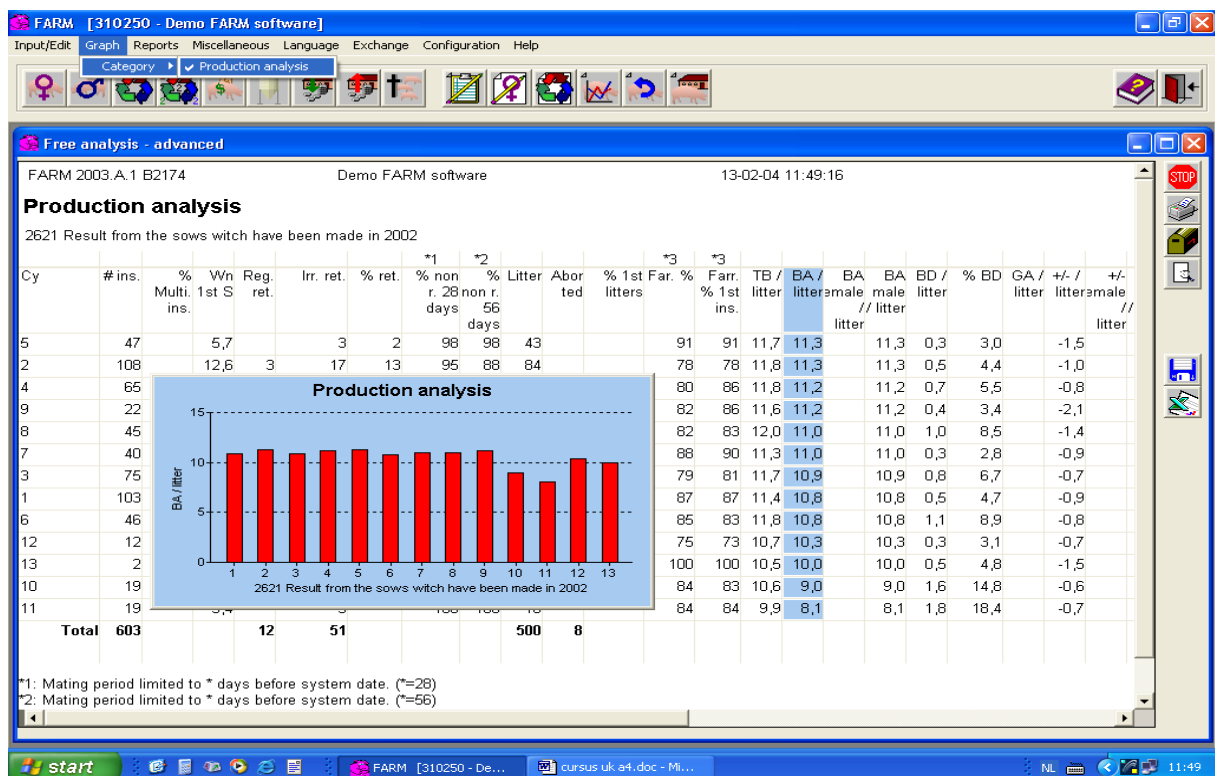 FARM [310250 - Demo FARM software]
Input/Edit Graph Reports Miscellaneous Language Exchange Configuration Help
Category ✓ Production analysis
Free analysis - advanced
FARM 2003.A.1 B2174 Demo FARM software 13-02-04 11:49:16
STOP
Production analysis
2621 Result from the sows witch have been made in 2002
*1 *2 *3 *3
Cy # ins. % Wn Reg. Irr. ret. % ret. % non % Litter Abor % 1st Far. % Farr. TB / BA / BA BA BD / % BD GA / +/- / +/-
Multi. 1st S ret. r. 28 non r. ted litters % 1st litter litter emale male litter litter litter emale
ins. days 56 ins. // litter //
days litter litter
5 47 5,7 3 2 98 98 43 91 91 11,7 11,3 11,3 0,3 3,0 -1,5
2 108 12,6 3 17 13 95 88 84 78 78 11,8 11,3 11,3 0,5 4,4 -1,0
4 65 80 86 11,8 11,2 11,2 0,7 5,5 -0,8
9 22 82 86 11,6 11,2 11,2 0,4 3,4 -2,1
8 45 82 83 12,0 11,0 11,0 1,0 8,5 -1,4
7 40 88 90 11,3 11,0 11,0 0,3 2,8 -0,9
3 75 79 81 11,7 10,9 10,9 0,8 6,7 -0,7
1 103 87 87 11,4 10,8 10,8 0,5 4,7 -0,9
6 46 85 83 11,8 10,8 10,8 1,1 8,9 -0,8
12 12 75 73 10,7 10,3 10,3 0,3 3,1 -0,7
13 2 100 100 10,5 10,0 10,0 0,5 4,8 -1,5
10 19 84 83 10,6 9,0 9,0 1,6 14,8 -0,6
11 19 84 84 9,9 8,1 8,1 1,8 18,4 -0,7
Total 603 12 51 500 8
Production analysis
15
10
5
0
BA / litter
1 2 3 4 5 6 7 8 9 10 11 12 13
2621 Result from the sows witch have been made in 2002
*1: Mating period limited to * days before system date. (*=28)
*2: Mating period limited to * days before system date. (*=56)
start FARM [310250 - De... cursus uk a4.doc - Mi... NL 11:49